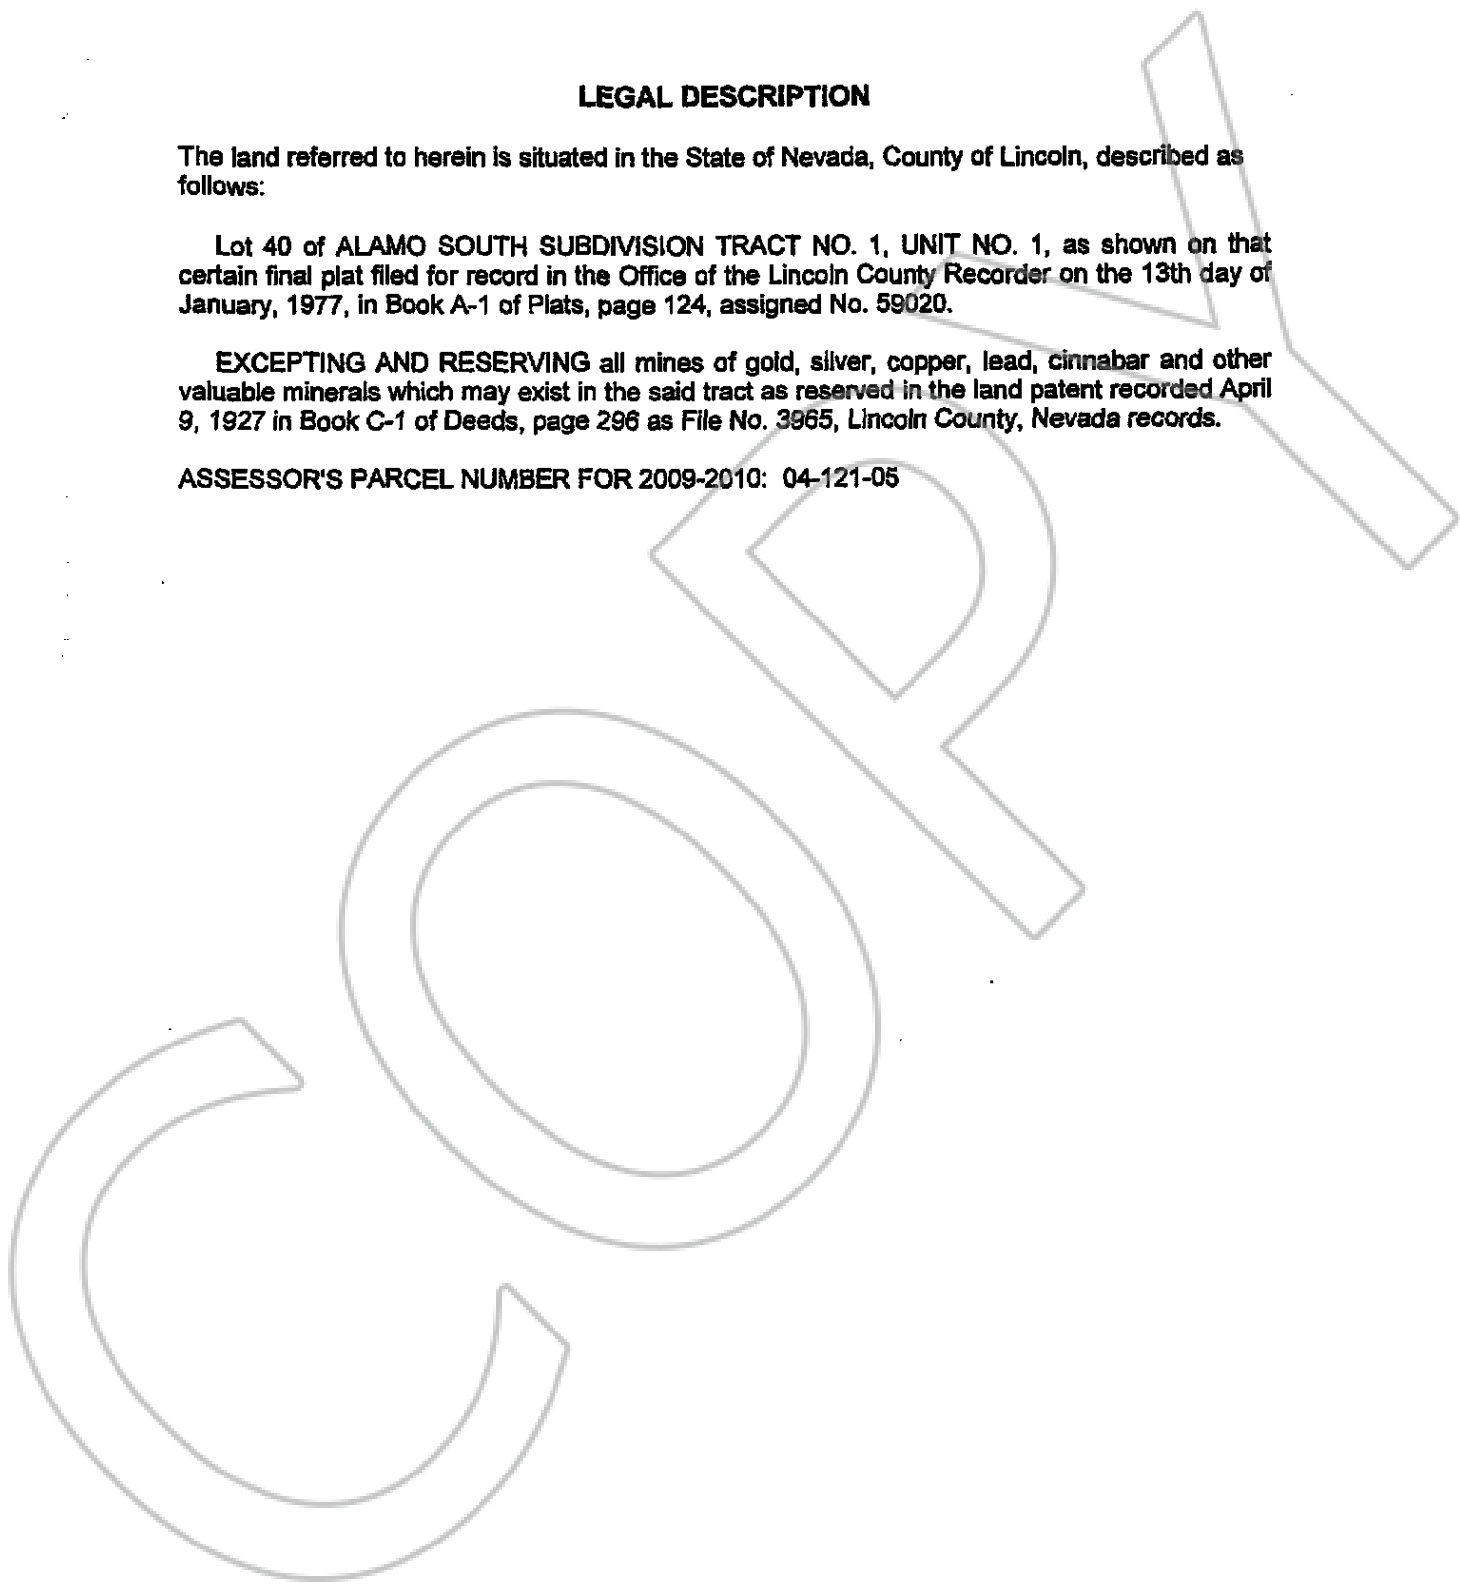 LEGAL DESCRIPTION
The land referred to herein is situated in the State of Nevada, County of Lincoln, described as
follows:
Lot 40 of ALAMO SOUTH SUBDIVISION TRACT NO. 1, UNIT NO. 1, as shown on that
certain final plat filed for record in the Office of the Lincoln County Recorder on the 13th day of
January, 1977, in Book A-1 of Plats, page 124, assigned No. 59020.
EXCEPTING AND RESERVING all mines of gold, silver, copper, lead, cinnabar and other
valuable minerals which may exist in the said tract as reserved in the land patent recorded April
9, 1927 in Book C-1 of Deeds, page 296 as File No. 3965, Lincoln County, Nevada records.
ASSESSOR'S PARCEL NUMBER FOR 2009-2010: 04-121-05
COPY